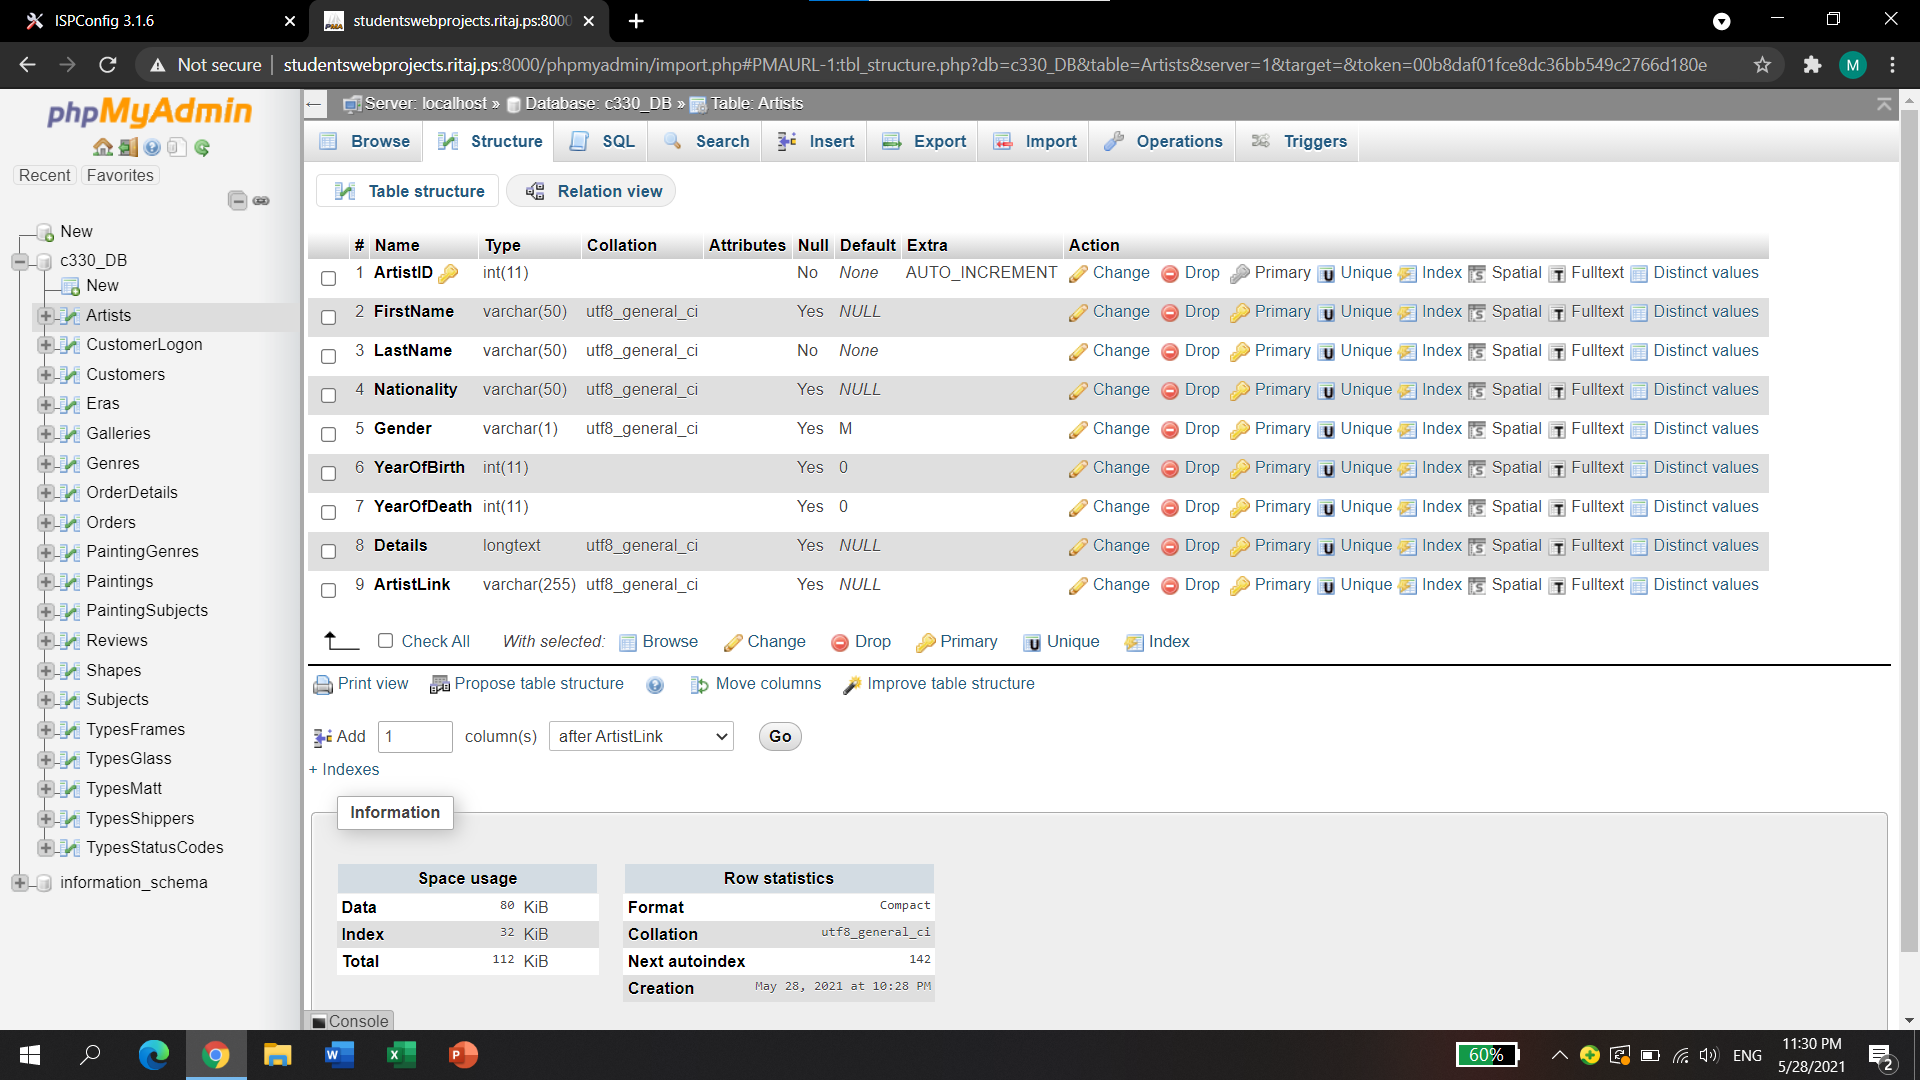 ISPConfig 3.1.6
studentswebprojects.ritaj.ps:8000
Not secure
studentswebprojects.ritaj.ps:8000/phpmyadmin/import.php#PMAURL-1:tbl_structure.php?db=c330_DB&table=Artists&server=1&target=&token=00b8daf01fce8dc36bb549c2766d180e
M
phpMyAdmin
Recent Favorites
New
c330_DB
New
Artists
CustomerLogon
Customers
Eras
Galleries
Genres
OrderDetails
Orders
PaintingGenres
Paintings
PaintingSubjects
Reviews
Shapes
Subjects
TypesFrames
TypesGlass
TypesMatt
TypesShippers
TypesStatusCodes
information_schema
Server: localhost » Database: c330_DB » Table: Artists
Browse Structure SQL Search Insert Export Import Operations Triggers
Table structure Relation view
# Name Type Collation Attributes Null Default Extra Action
1 ArtistID int(11) No None AUTO_INCREMENT Change Drop Primary Unique Index Spatial Fulltext Distinct values
2 FirstName varchar(50) utf8_general_ci Yes NULL Change Drop Primary Unique Index Spatial Fulltext Distinct values
3 LastName varchar(50) utf8_general_ci No None Change Drop Primary Unique Index Spatial Fulltext Distinct values
4 Nationality varchar(50) utf8_general_ci Yes NULL Change Drop Primary Unique Index Spatial Fulltext Distinct values
5 Gender varchar(1) utf8_general_ci Yes M Change Drop Primary Unique Index Spatial Fulltext Distinct values
6 YearOfBirth int(11) Yes 0 Change Drop Primary Unique Index Spatial Fulltext Distinct values
7 YearOfDeath int(11) Yes 0 Change Drop Primary Unique Index Spatial Fulltext Distinct values
8 Details longtext utf8_general_ci Yes NULL Change Drop Primary Unique Index Spatial Fulltext Distinct values
9 ArtistLink varchar(255) utf8_general_ci Yes NULL Change Drop Primary Unique Index Spatial Fulltext Distinct values
Check All With selected: Browse Change Drop Primary Unique Index
Print view Propose table structure Move columns Improve table structure
Add 1 column(s) after ArtistLink Go
+ Indexes
Information
Space usage
Data 80 KiB
Index 32 KiB
Total 112 KiB
Row statistics
Format Compact
Collation utf8_general_ci
Next autoindex 142
Creation May 28, 2021 at 10:28 PM
Console
60% ENG
11:30 PM
5/28/2021
2